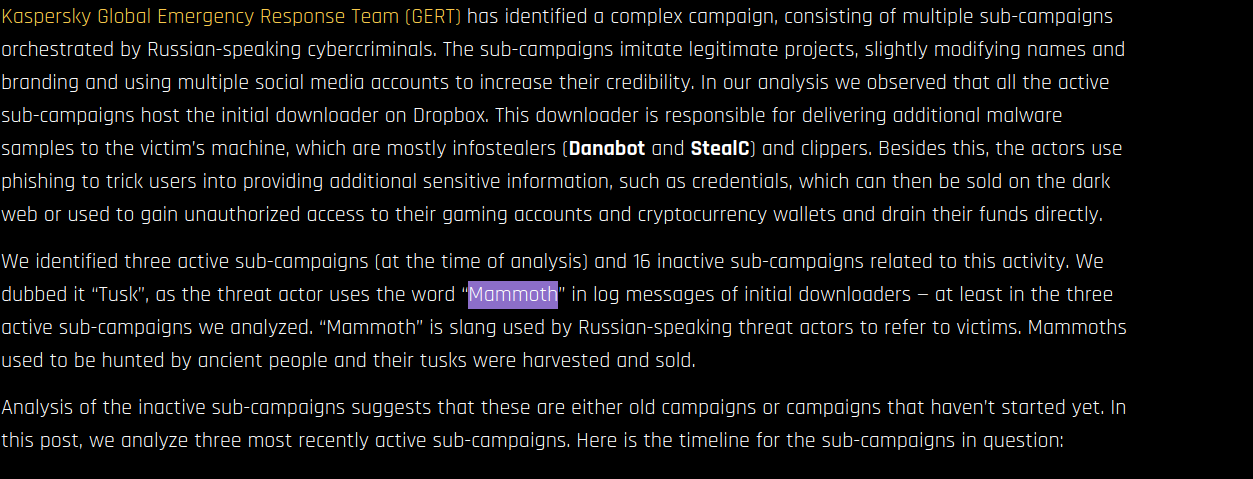 Kaspersky Global Emergency Response Team (GERT) has identified a complex campaign, consisting of multiple sub-campaigns
orchestrated by Russian-speaking cybercriminals. The sub-campaigns imitate legitimate projects, slightly modifying names and
branding and using multiple social media accounts to increase their credibility. In our analysis we observed that all the active
sub-campaigns host the initial downloader on Dropbox. This downloader is responsible for delivering additional malware
samples to the victim’s machine, which are mostly infostealers (Danabot and StealC) and clippers. Besides this, the actors use
phishing to trick users into providing additional sensitive information, such as credentials, which can then be sold on the dark
web or used to gain unauthorized access to their gaming accounts and cryptocurrency wallets and drain their funds directly.
We identified three active sub-campaigns (at the time of analysis) and 16 inactive sub-campaigns related to this activity. We
dubbed it “Tusk”, as the threat actor uses the word “Mammoth” in log messages of initial downloaders – at least in the three
active sub-campaigns we analyzed. “Mammoth” is slang used by Russian-speaking threat actors to refer to victims. Mammoths
used to be hunted by ancient people and their tusks were harvested and sold.
Analysis of the inactive sub-campaigns suggests that these are either old campaigns or campaigns that haven’t started yet. In
this post, we analyze three most recently active sub-campaigns. Here is the timeline for the sub-campaigns in question: